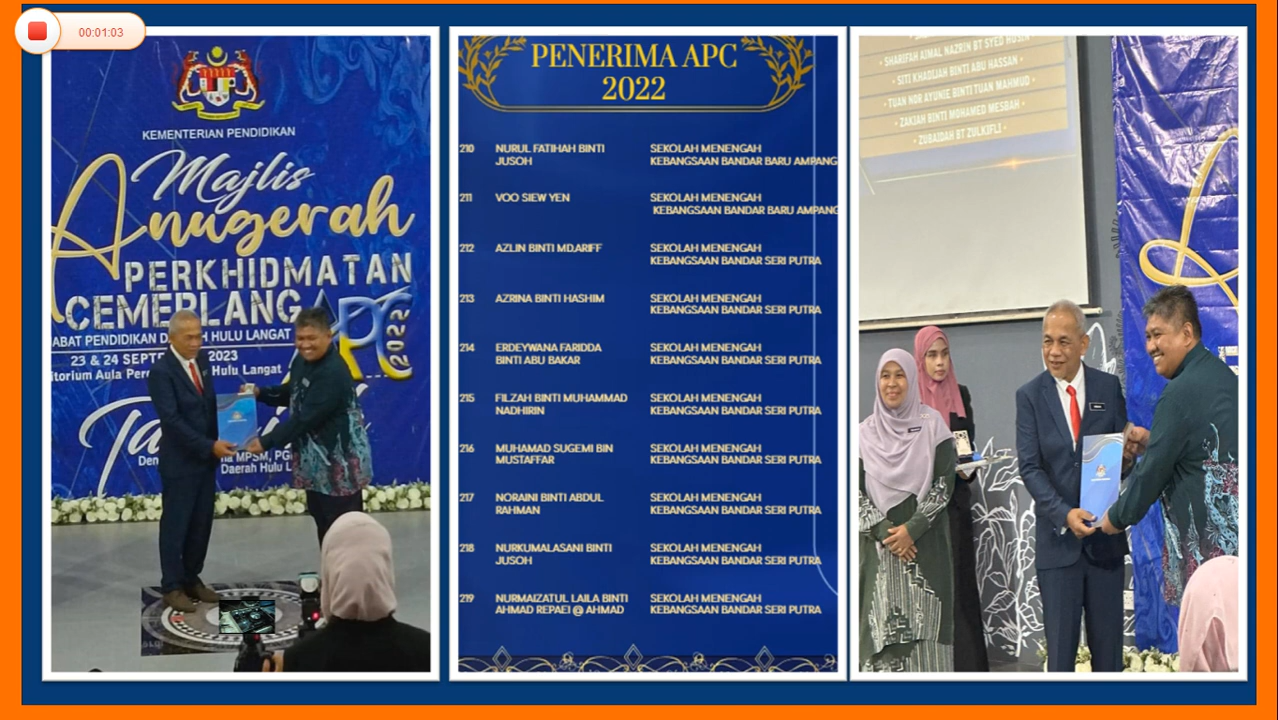 00:01:03
KEMENTERIAN PENDIDIKAN
Majlis
Anugerah
PERKHIDMATAN
CEMERLANG
APC
2022
PENDIDIKAN DAERAH HULU LANGAT
23 & 24 2023
Hulu Langat
MPSM,
Daerah Hulu
PENERIMA APC
2022
210 NURUL FATIHAH BINTI SEKOLAH MENENGAH
JUSOH KEBANGSAAN BANDAR BARU AMPANG
211 VOO SIEW YEN SEKOLAH MENENGAH
KEBANGSAAN BANDAR BARU AMPANG
212 AZLIN BINTI MD.ARIFF SEKOLAH MENENGAH
KEBANGSAAN BANDAR SERI PUTRA
213 AZRINA BINTI HASHIM SEKOLAH MENENGAH
KEBANGSAAN BANDAR SERI PUTRA
214 ERDEYWANA FARIDDA SEKOLAH MENENGAH
BINTI ABU BAKAR KEBANGSAAN BANDAR SERI PUTRA
215 FILZAH BINTI MUHAMMAD SEKOLAH MENENGAH
NADHIRIN KEBANGSAAN BANDAR SERI PUTRA
216 MUHAMAD SUGEMI BIN SEKOLAH MENENGAH
MUSTAFFAR KEBANGSAAN BANDAR SERI PUTRA
217 NORAINI BINTI ABDUL SEKOLAH MENENGAH
RAHMAN KEBANGSAAN BANDAR SERI PUTRA
218 NURKUMALASANI BINTI SEKOLAH MENENGAH
JUSOH KEBANGSAAN BANDAR SERI PUTRA
219 NURMAIZATUL LAILA BINTI SEKOLAH MENENGAH
AHMAD REPAEI @ AHMAD KEBANGSAAN BANDAR SERI PUTRA
SHARIFAH AIMAL NAZRIN BT SYED HUSIN
• SITI KHADIJAH BINTI ABU HASSAN •
• TUAN NOR AYUNIE BINTI TUAN MAHMUD •
• ZAKIAH BINTI MOHAMED MESBAH •
• ZUBAIDAH BT ZULKIFLI •